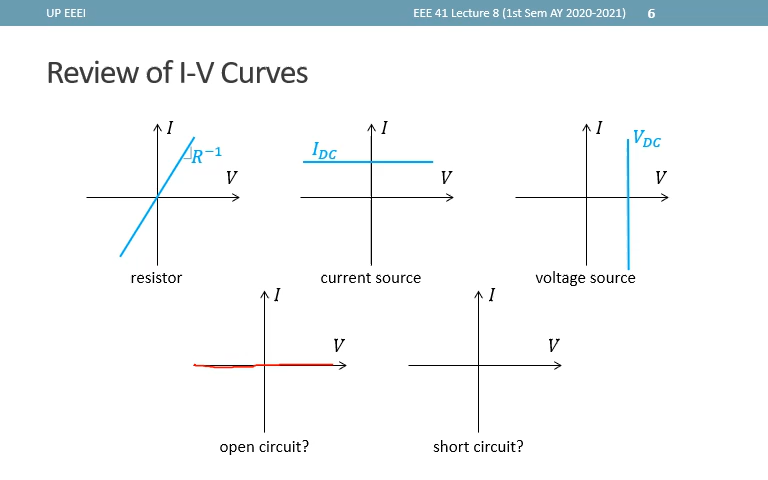 UP EEEI
EEE 41 Lecture 8 (1st Sem AY 2020-2021) 6
Review of I-V Curves
I
R⁻¹
V
resistor
I
I_DC
V
current source
I
V_DC
V
voltage source
I
V
open circuit?
I
V
short circuit?